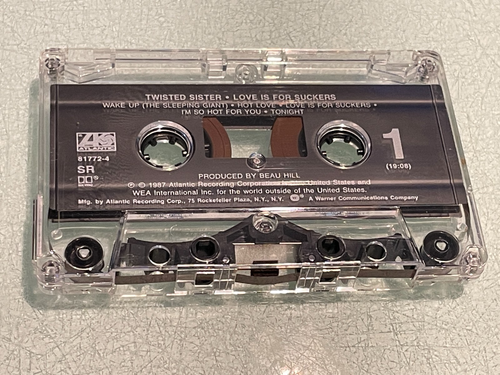 TWISTED SISTER • LOVE IS FOR SUCKERS
WAKE UP (THE SLEEPING GIANT) • HOT LOVE • LOVE IS FOR SUCKERS •
I'M SO HOT FOR YOU • TONIGHT
ATLANTIC
81772-4
SR
1
(19:08)
PRODUCED BY BEAU HILL
℗ © 1987 Atlantic Recording Corporation United States and
WEA International Inc. for the world outside of the United States.
Mfg. by Atlantic Recording Corp., 75 Rockefeller Plaza, N.Y., N.Y. A Warner Communications Company